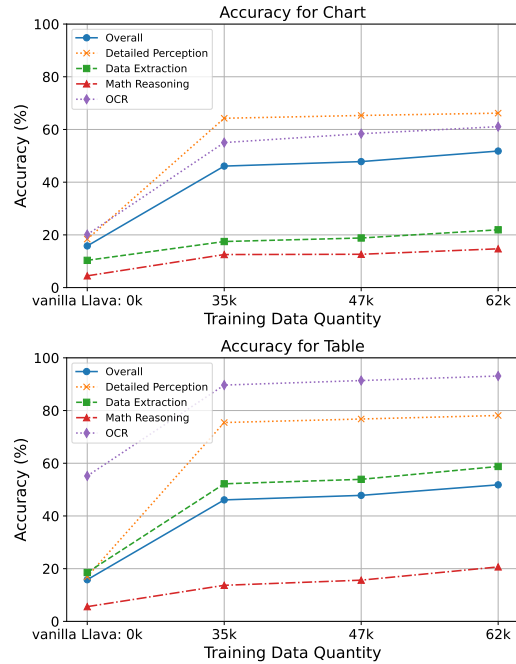 Accuracy for Chart
100
80
60
40
20
0
Accuracy (%)
Overall
Detailed Perception
Data Extraction
Math Reasoning
OCR
vanilla Llava: 0k 35k 47k 62k
Training Data Quantity
Accuracy for Table
100
80
60
40
20
0
Accuracy (%)
Overall
Detailed Perception
Data Extraction
Math Reasoning
OCR
vanilla Llava: 0k 35k 47k 62k
Training Data Quantity